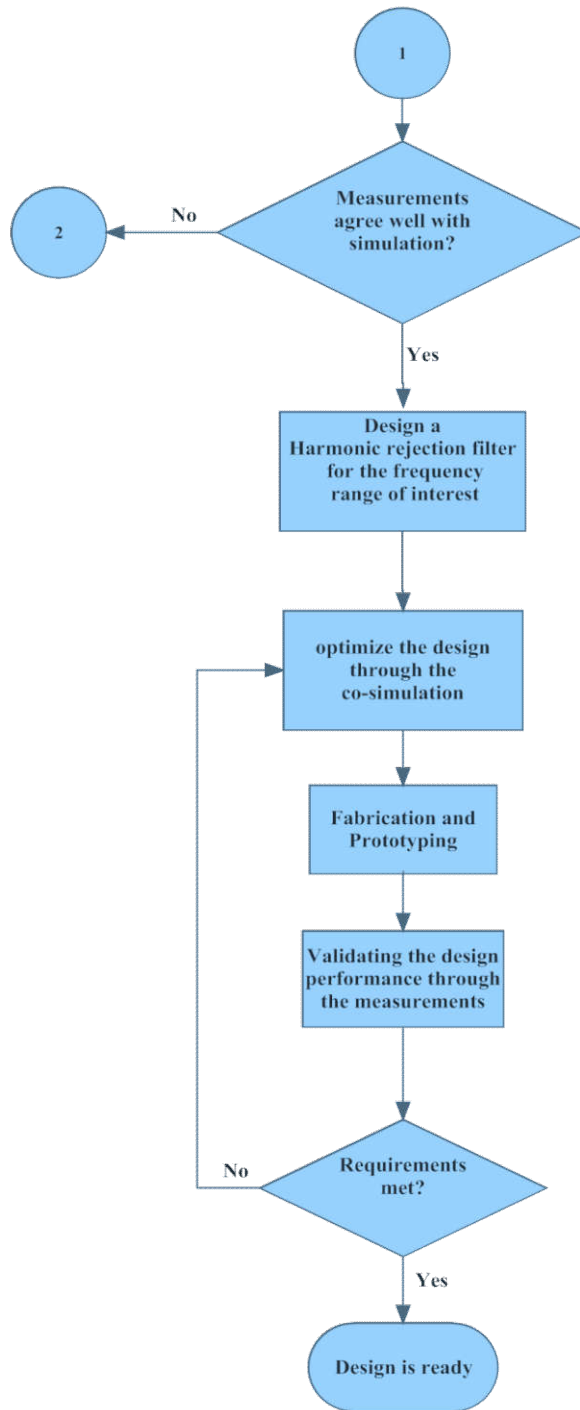 1
Measurements
agree well with
simulation?
No
2
Yes
Design a
Harmonic rejection filter
for the frequency
range of interest
optimize the design
through the
co-simulation
Fabrication and
Prototyping
Validating the design
performance through
the measurements
Requirements
met?
No
Yes
Design is ready